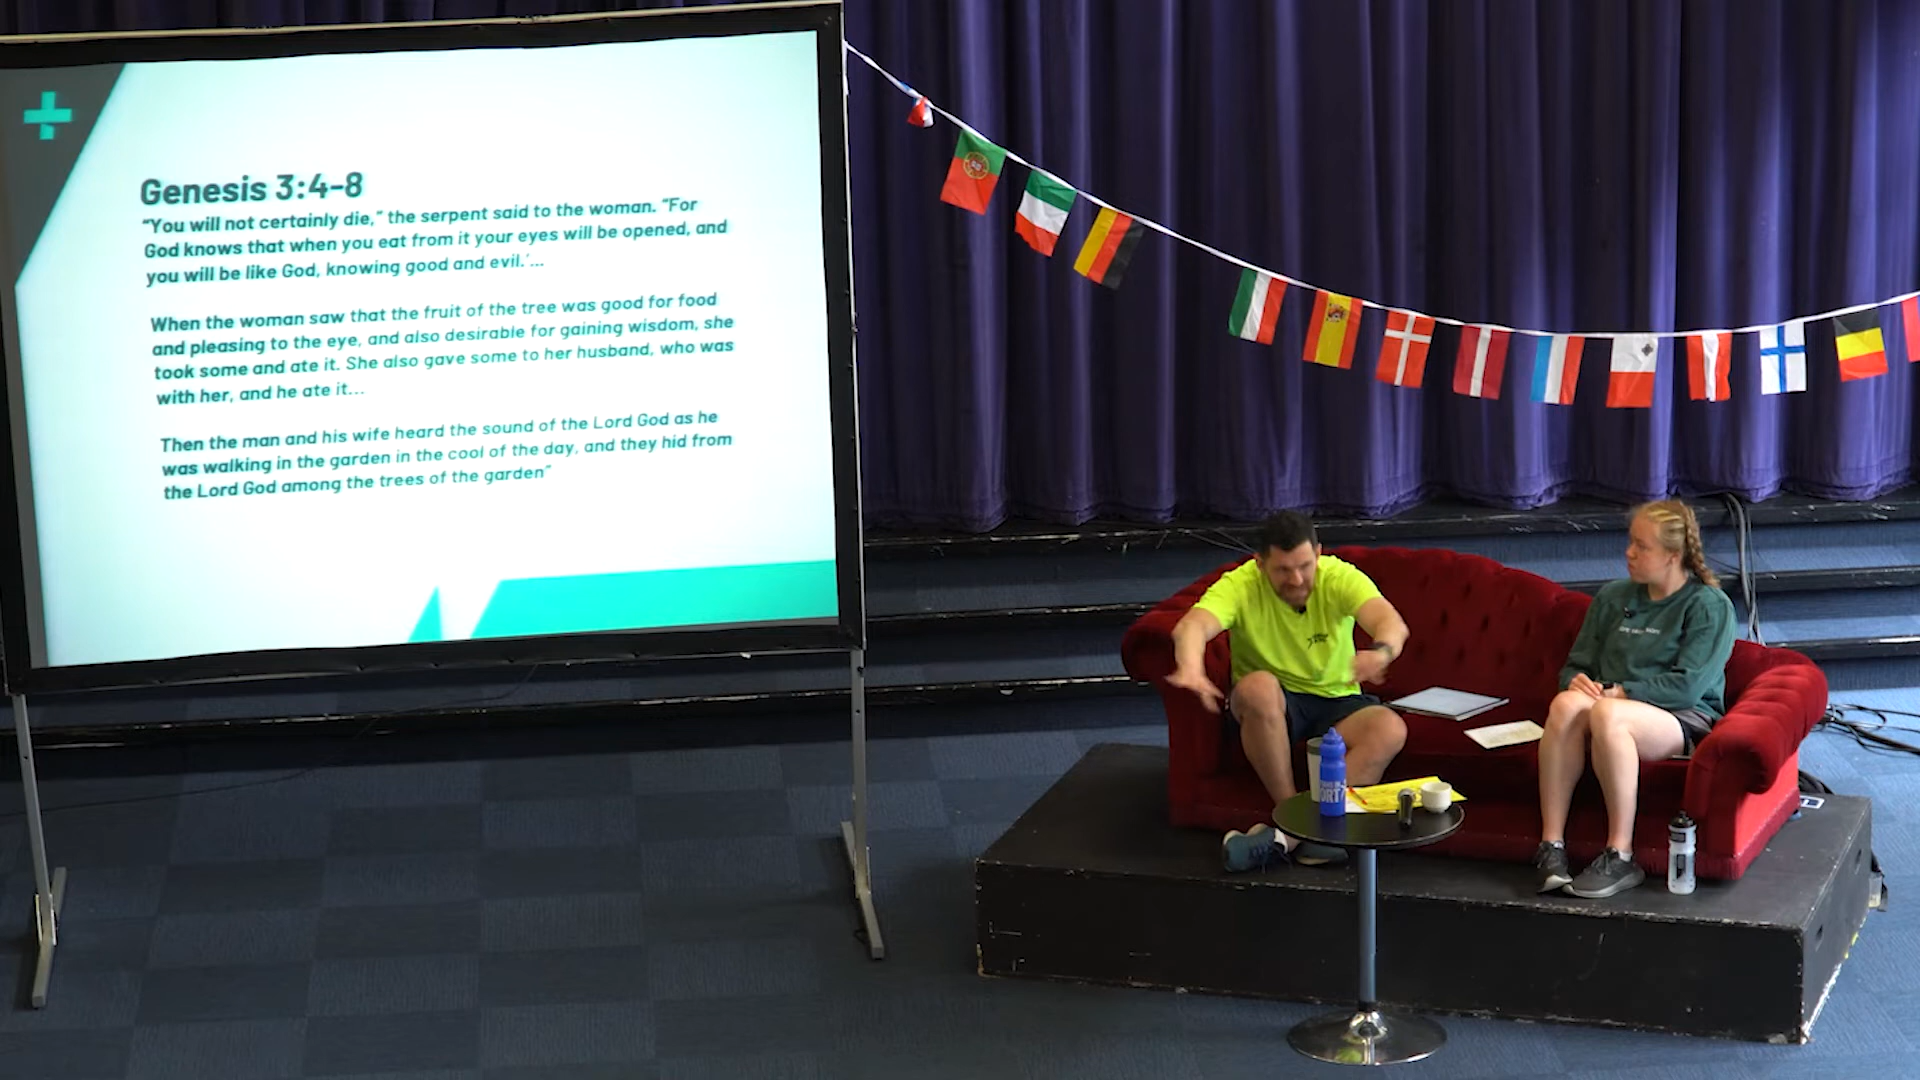 Genesis 3:4-8
“You will not certainly die,” the serpent said to the woman. “For
God knows that when you eat from it your eyes will be opened, and
you will be like God, knowing good and evil.’...
When the woman saw that the fruit of the tree was good for food
and pleasing to the eye, and also desirable for gaining wisdom, she
took some and ate it. She also gave some to her husband, who was
with her, and he ate it...
Then the man and his wife heard the sound of the Lord God as he
was walking in the garden in the cool of the day, and they hid from
the Lord God among the trees of the garden”